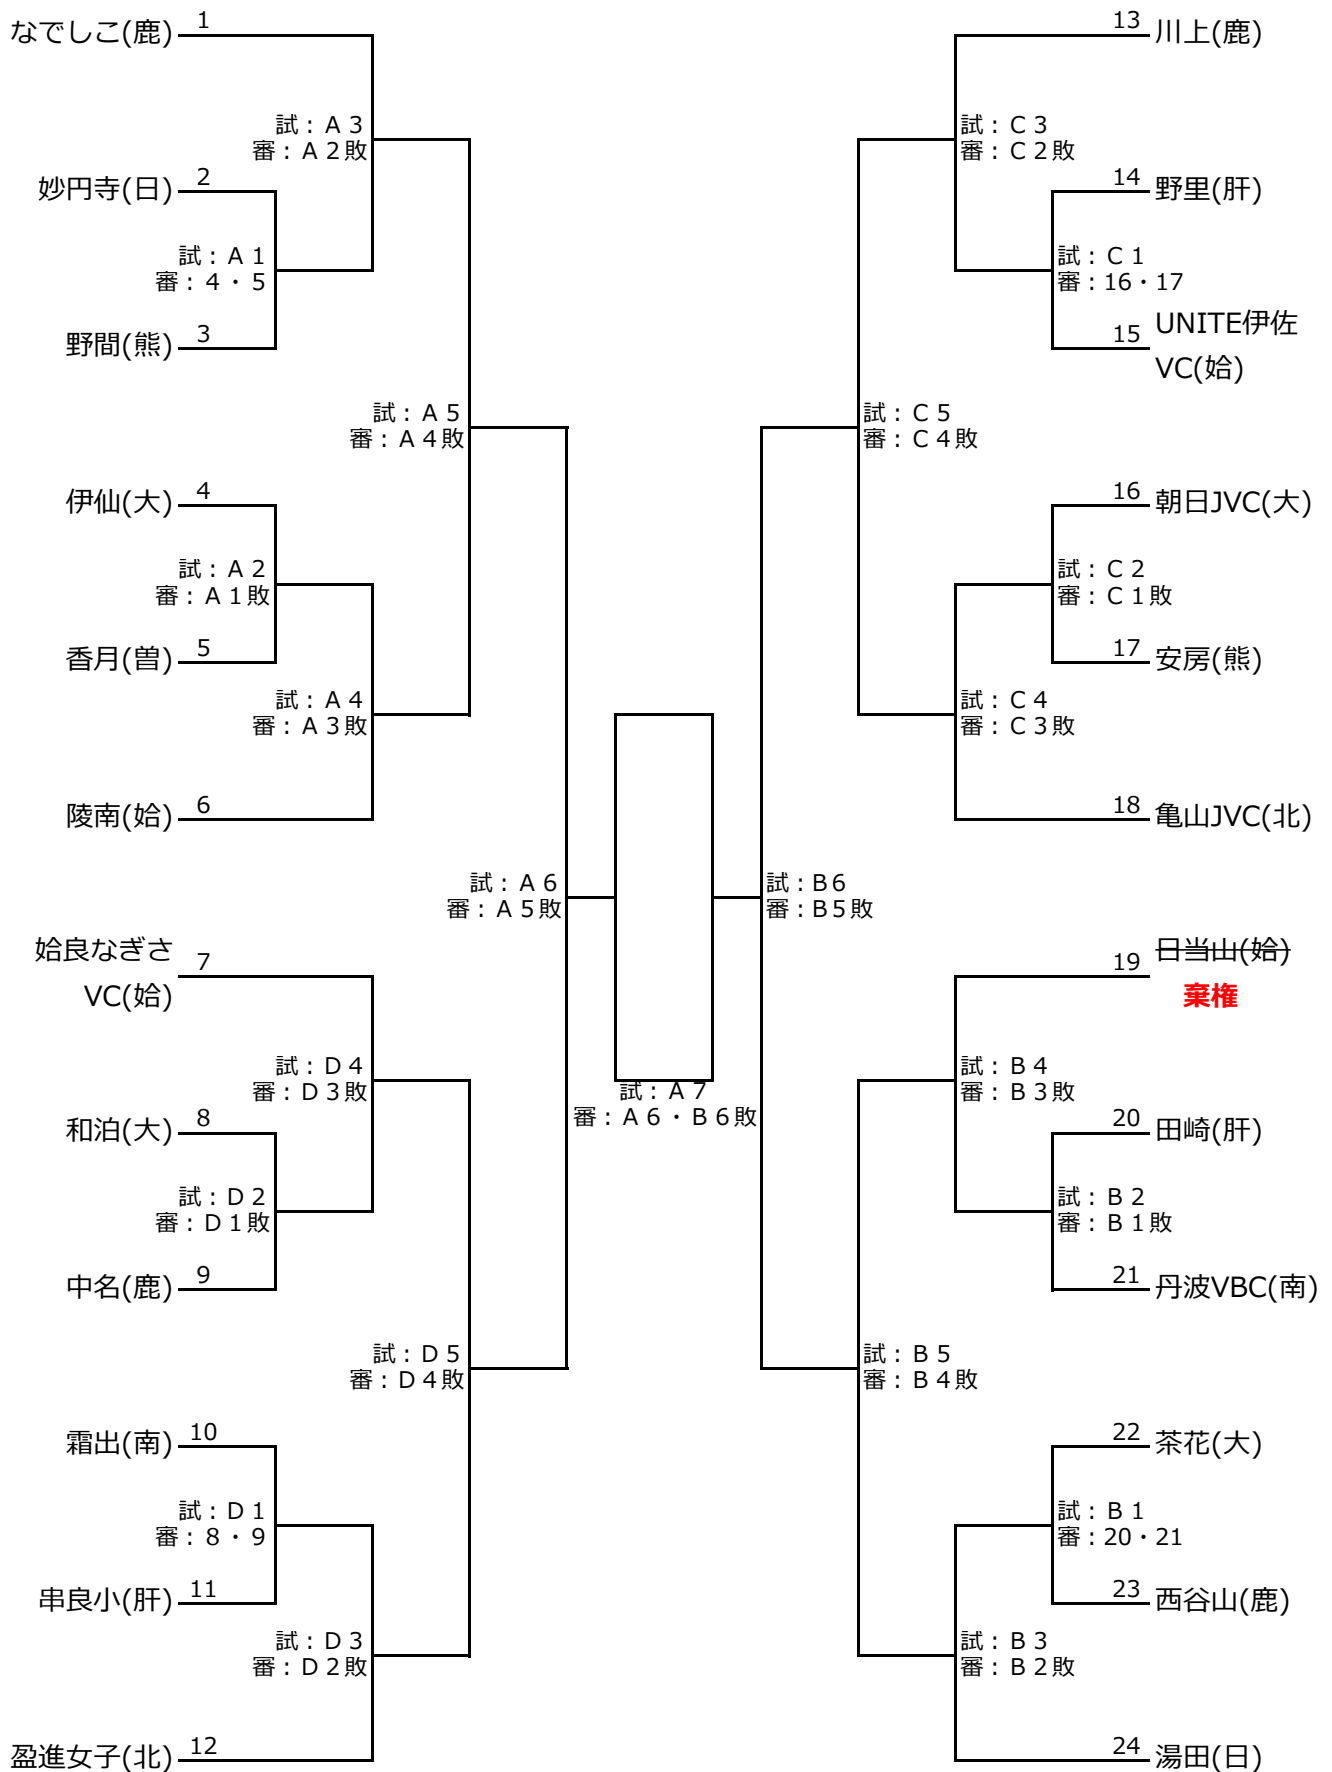 なでしこ(鹿) 1
試：Ａ３
審：Ａ２敗
妙円寺(日) 2
試：Ａ１
審：４・５
野間(熊) 3
試：Ａ５
審：Ａ４敗
伊仙(大) 4
試：Ａ２
審：Ａ１敗
香月(曽) 5
試：Ａ４
審：Ａ３敗
陵南(姶) 6
試：Ａ６
審：Ａ５敗
姶良なぎさ
VC(姶) 7
試：Ｄ４
審：Ｄ３敗
和泊(大) 8
試：Ｄ２
審：Ｄ１敗
中名(鹿) 9
試：Ｄ５
審：Ｄ４敗
霜出(南) 10
試：Ｄ１
審：８・９
串良小(肝) 11
試：Ｄ３
審：Ｄ２敗
盈進女子(北) 12
試：Ａ７
審：Ａ６・Ｂ６敗
13 川上(鹿)
試：Ｃ３
審：Ｃ２敗
14 野里(肝)
試：Ｃ１
審：16・17
15 UNITE伊佐
VC(姶)
試：Ｃ５
審：Ｃ４敗
16 朝日JVC(大)
試：Ｃ２
審：Ｃ１敗
17 安房(熊)
試：Ｃ４
審：Ｃ３敗
18 亀山JVC(北)
試：Ｂ6
審：Ｂ5敗
19 日当山(姶)
棄権
試：Ｂ４
審：Ｂ３敗
20 田崎(肝)
試：Ｂ２
審：Ｂ１敗
21 丹波VBC(南)
試：Ｂ５
審：Ｂ４敗
22 茶花(大)
試：Ｂ１
審：20・21
23 西谷山(鹿)
試：Ｂ３
審：Ｂ２敗
24 湯田(日)